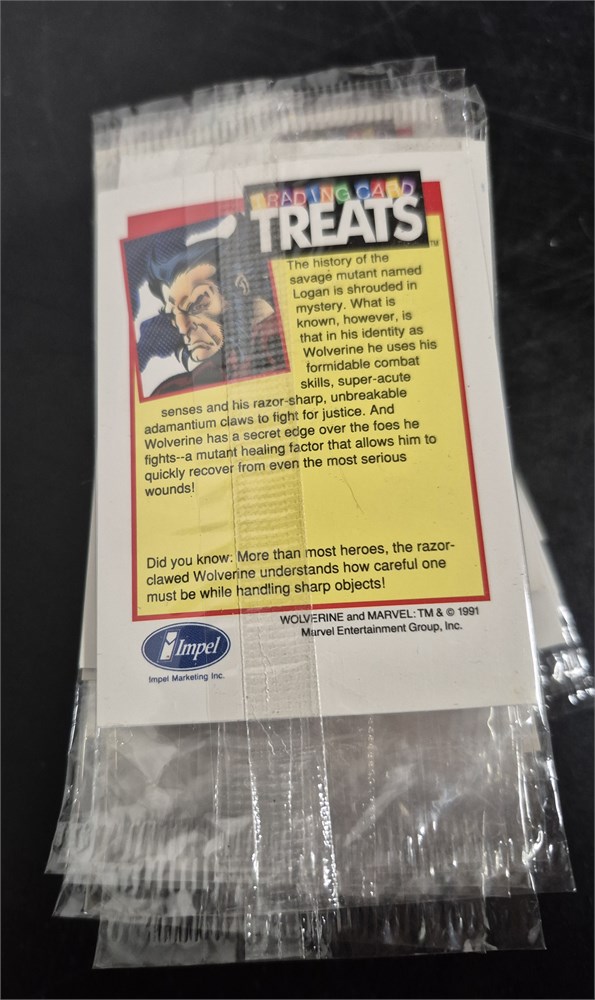 TRADING CARD
TREATS™
The history of the
savage mutant named
Logan is shrouded in
mystery. What is
known, however, is
that in his identity as
Wolverine he uses his
formidable combat
skills, super-acute
senses and his razor-sharp, unbreakable
adamantium claws to fight for justice. And
Wolverine has a secret edge over the foes he
fights--a mutant healing factor that allows him to
quickly recover from even the most serious
wounds!
Did you know: More than most heroes, the razor-
clawed Wolverine understands how careful one
must be while handling sharp objects!
WOLVERINE and MARVEL: TM & © 1991
Marvel Entertainment Group, Inc.
Impel
Impel Marketing Inc.